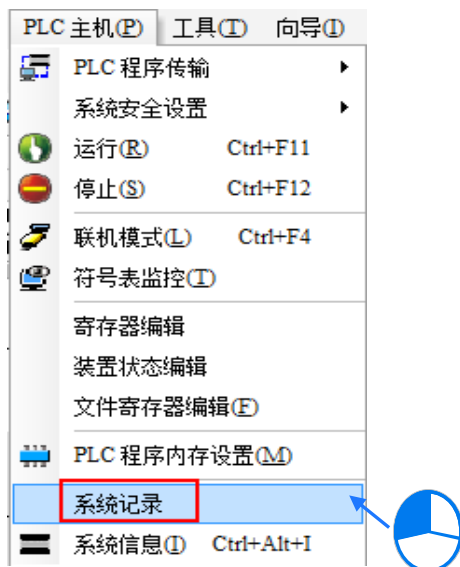 PLC 主机(P) 工具(T) 向导(I)
PLC 程序传输
系统安全设置
运行(R) Ctrl+F11
停止(S) Ctrl+F12
联机模式(L) Ctrl+F4
符号表监控(T)
寄存器编辑
装置状态编辑
文件寄存器编辑(F)
PLC 程序内存设置(M)
系统记录
系统信息(I) Ctrl+Alt+I